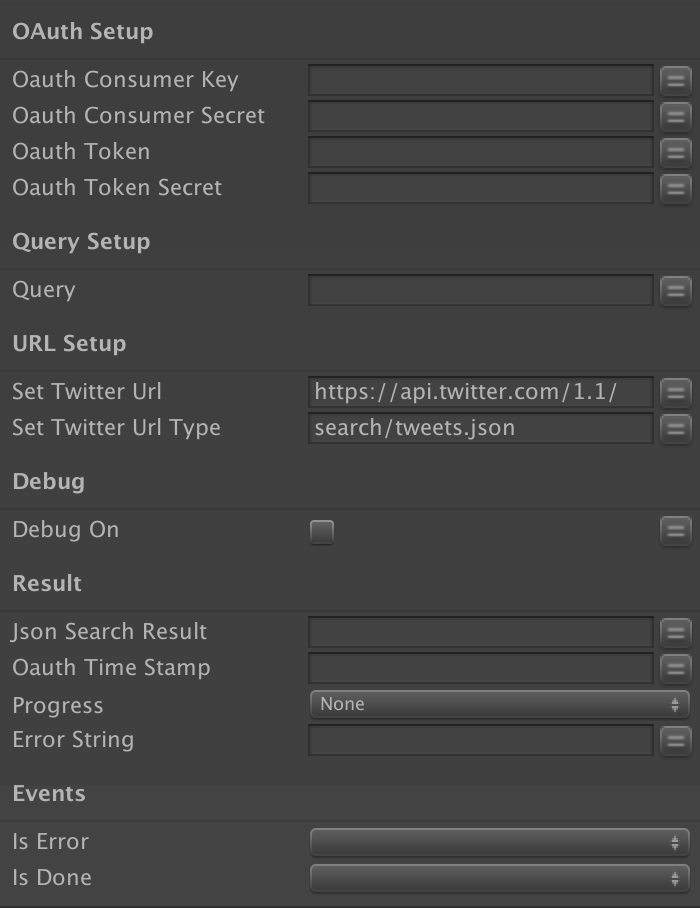 OAuth Setup
Oauth Consumer Key
Oauth Consumer Secret
Oauth Token
Oauth Token Secret
Query Setup
Query
URL Setup
Set Twitter Url https://api.twitter.com/1.1/
Set Twitter Url Type search/tweets.json
Debug
Debug On
Result
Json Search Result
Oauth Time Stamp
Progress None
Error String
Events
Is Error
Is Done